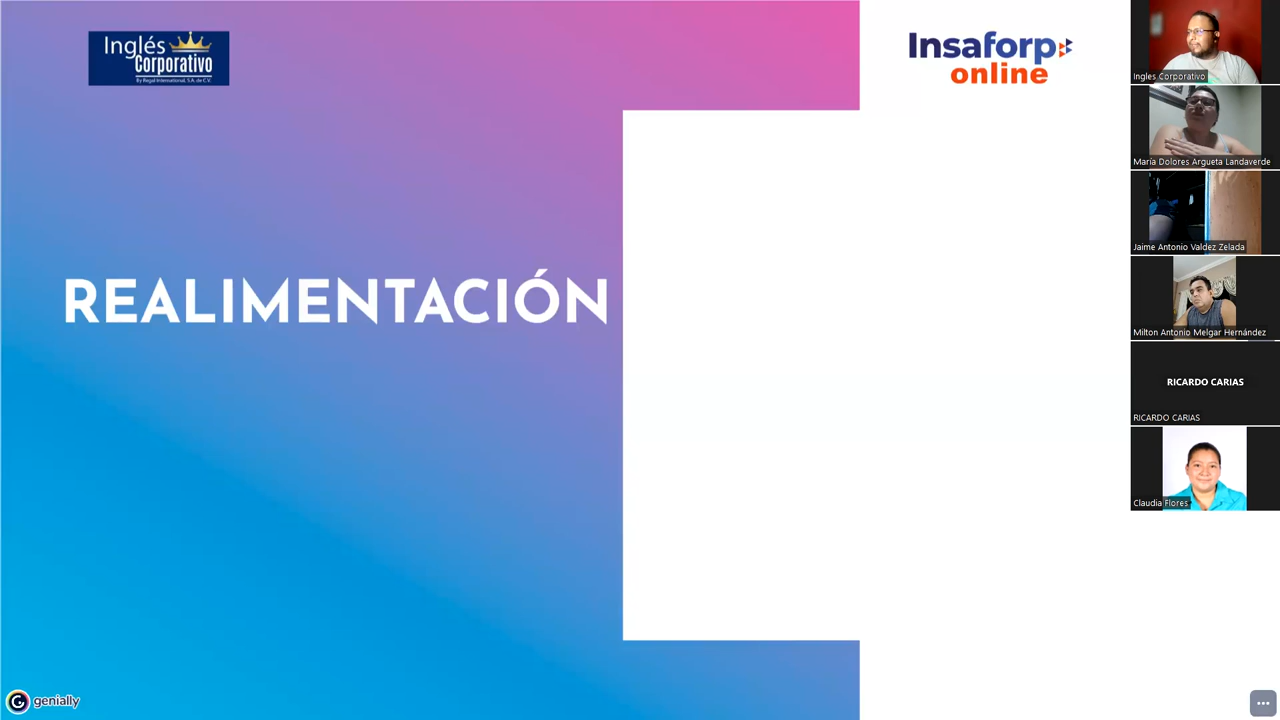 Inglés
Corporativo
By Regal International, S.A. de C.V.
Insaforp
online
REALIMENTACIÓN
genially
Ingles Corporativo
María Dolores Argueta Landaverde
Jaime Antonio Valdez Zelada
Milton Antonio Melgar Hernández
RICARDO CARIAS
RICARDO CARIAS
Claudia Flores